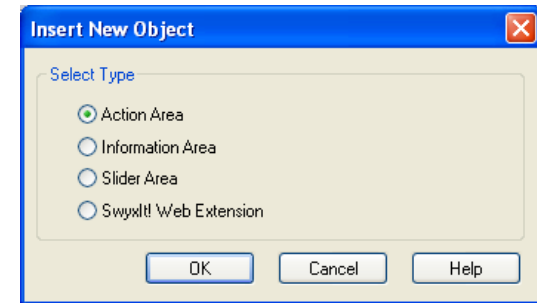 Insert New Object
Select Type
Action Area
Information Area
Slider Area
SwyxIt! Web Extension
OK Cancel Help